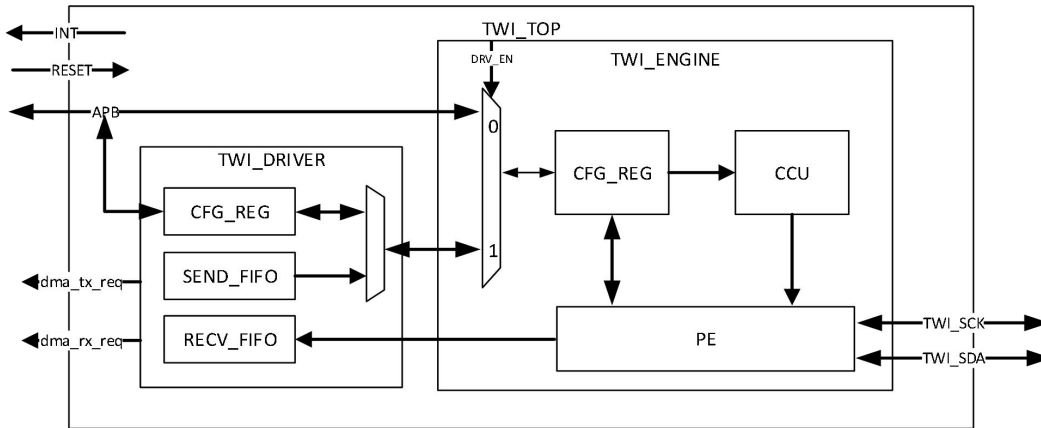 INT
TWI_TOP
DRV_EN
TWI_ENGINE
RESET
APB
0
TWI_DRIVER
CFG_REG
CFG_REG
CCU
1
SEND_FIFO
dma_tx_req
RECV_FIFO
dma_rx_req
PE
TWI_SCK
TWI_SDA